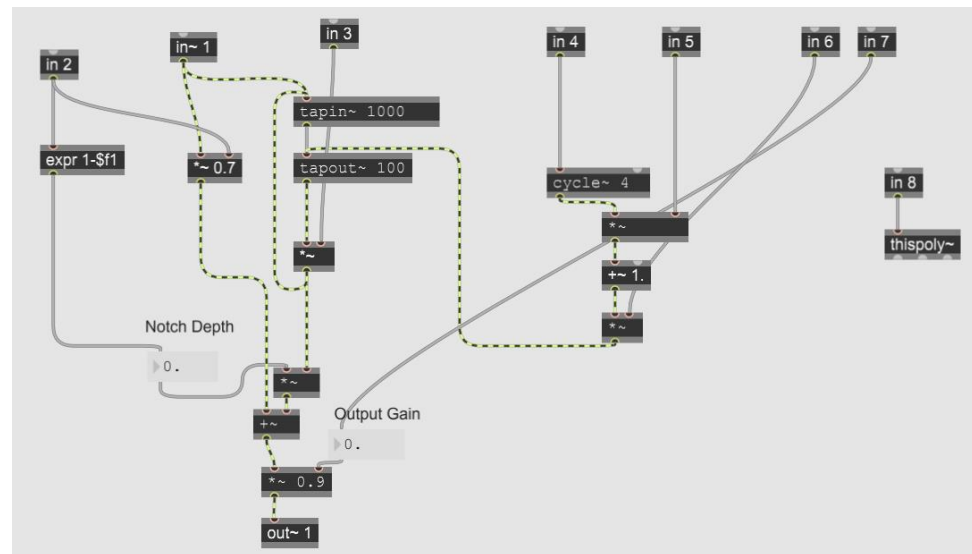 in 2
in~ 1
in 3
in 4
in 5
in 6
in 7
tapin~ 1000
expr 1-$f1
*~ 0.7
tapout~ 100
cycle~ 4
in 8
*~
thispoly~
*~
+~ 1.
*~
Notch Depth
0.
*~
+~
Output Gain
0.
*~ 0.9
out~ 1